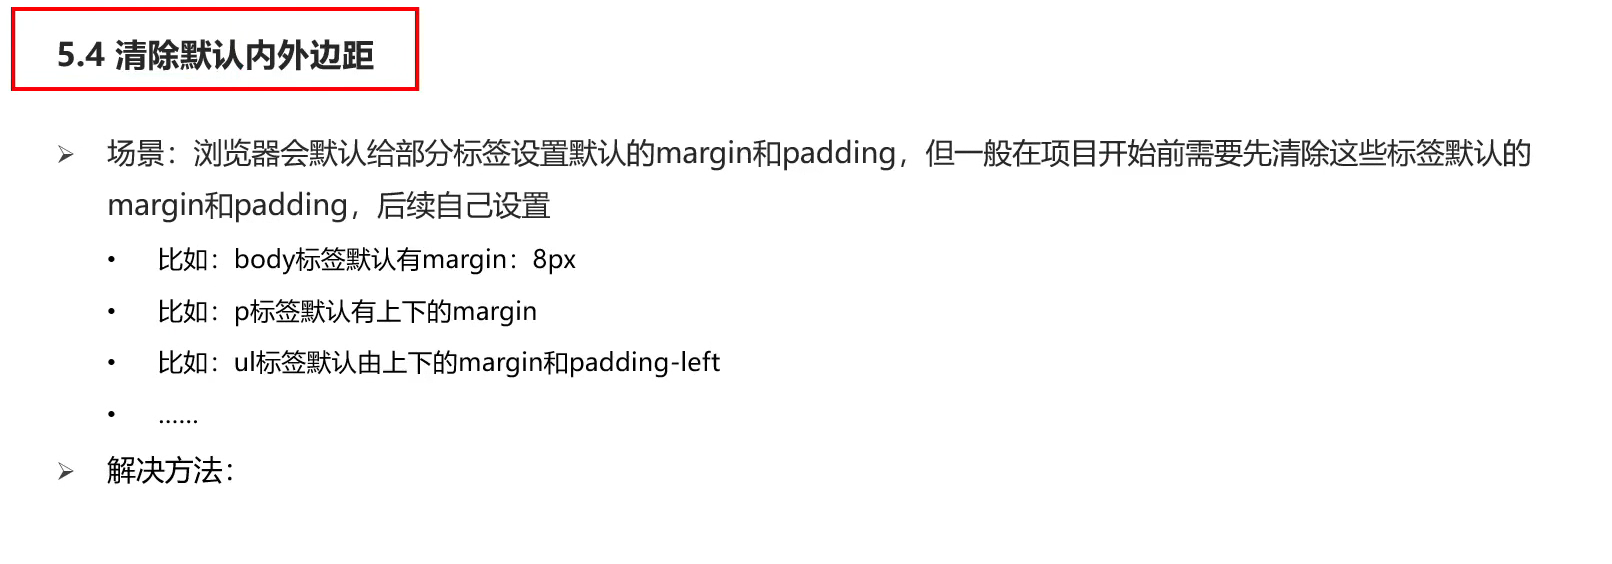 5.4 清除默认内外边距
➢ 场景：浏览器会默认给部分标签设置默认的margin和padding，但一般在项目开始前需要先清除这些标签默认的
margin和padding，后续自己设置
• 比如：body标签默认有margin：8px
• 比如：p标签默认有上下的margin
• 比如：ul标签默认由上下的margin和padding-left
• ……
➢ 解决方法：